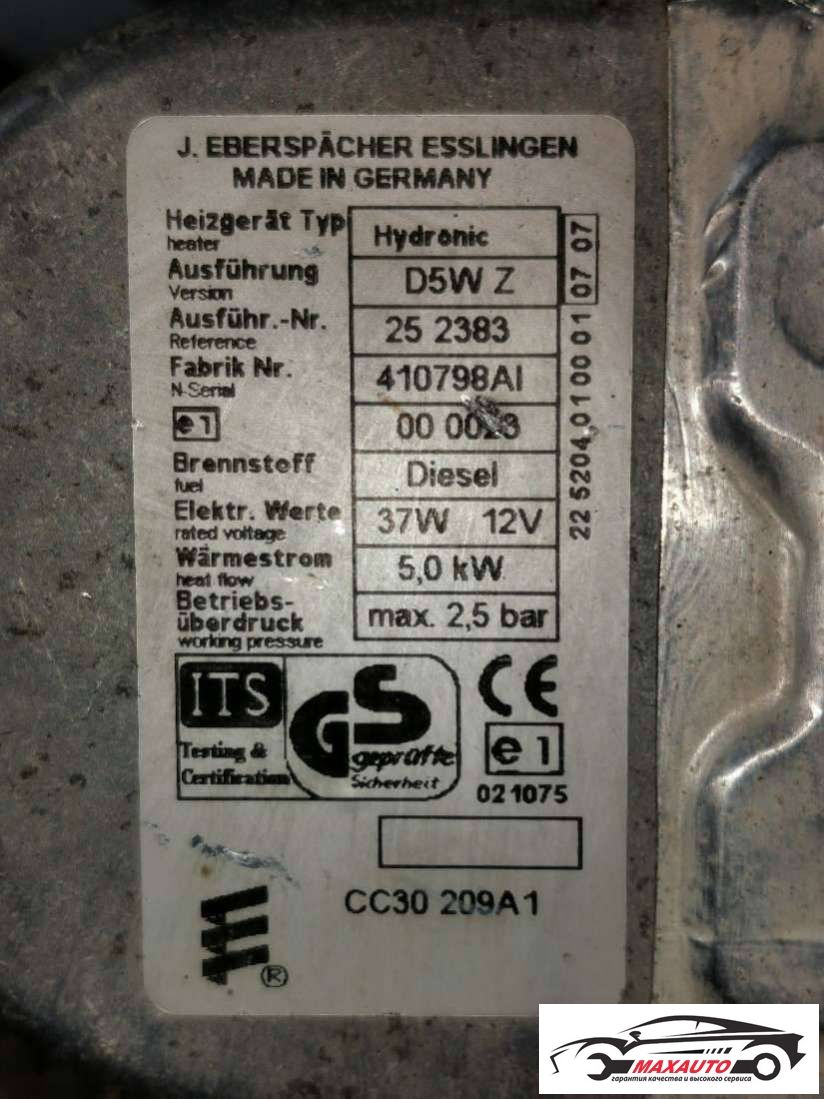 J. EBERSPÄCHER ESSLINGEN
MADE IN GERMANY
Heizgerät Typ Hydronic
heater
Ausführung D5W Z
Version
Ausführ.-Nr. 25 2383
Reference
Fabrik Nr. 410798AI
N-Serial
e1 00 0023
Brennstoff Diesel
fuel
Elektr. Werte 37W 12V
rated voltage
Wärmestrom 5,0 kW
heat flow
Betriebs-
überdruck max. 2,5 bar
working pressure
22 5204 01 00 01 07 07
ITS
Testing &
Certification
GS
geprüfte
Sicherheit
CE
e1
021075
CC30 209A1
®
MAXAUTO
гарантия качества и высокого сервиса